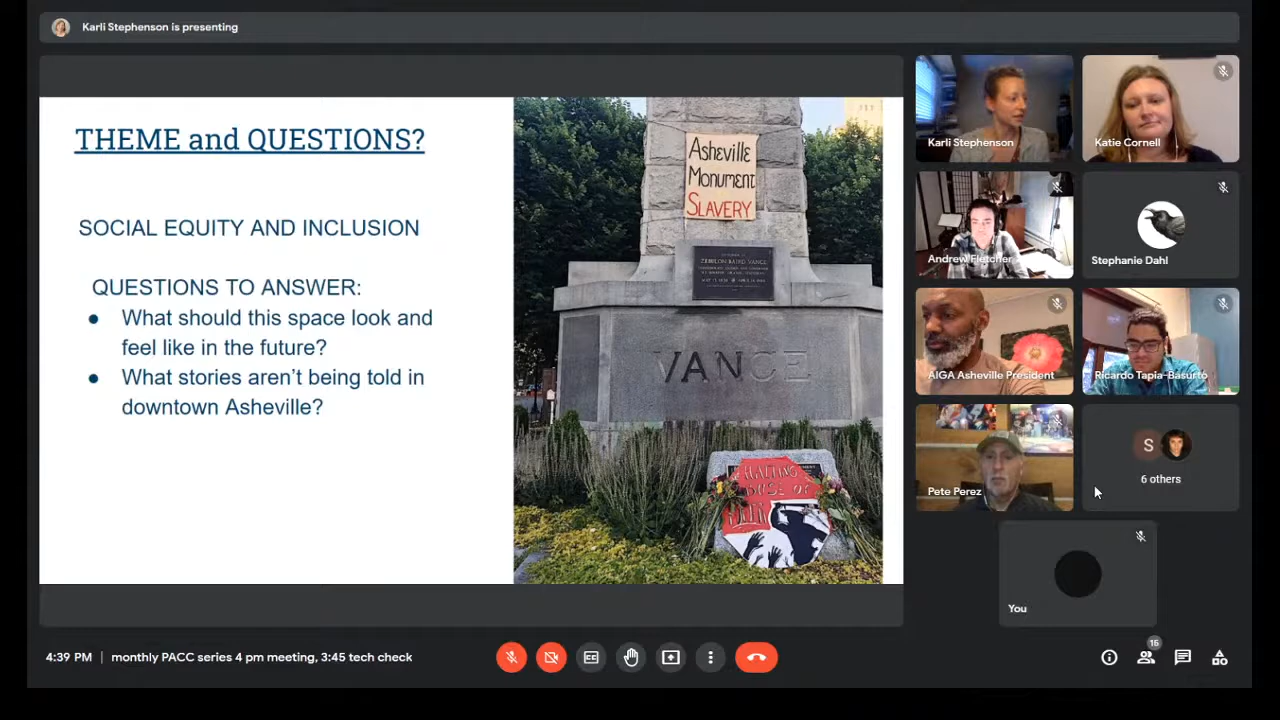 Karli Stephenson is presenting
THEME and QUESTIONS?
SOCIAL EQUITY AND INCLUSION
QUESTIONS TO ANSWER:
What should this space look and
feel like in the future?
What stories aren't being told in
downtown Asheville?
Asheville
Monument
SLAVERY
ZEBULON BAIRD VANCE
VANCE
Karli Stephenson
Katie Cornell
Andrew Fletcher
Stephanie Dahl
AIGA Asheville President
Ricardo Tapia-Basurto
Pete Perez
S
6 others
You
4:39 PM | monthly PACC series 4 pm meeting, 3:45 tech check
15